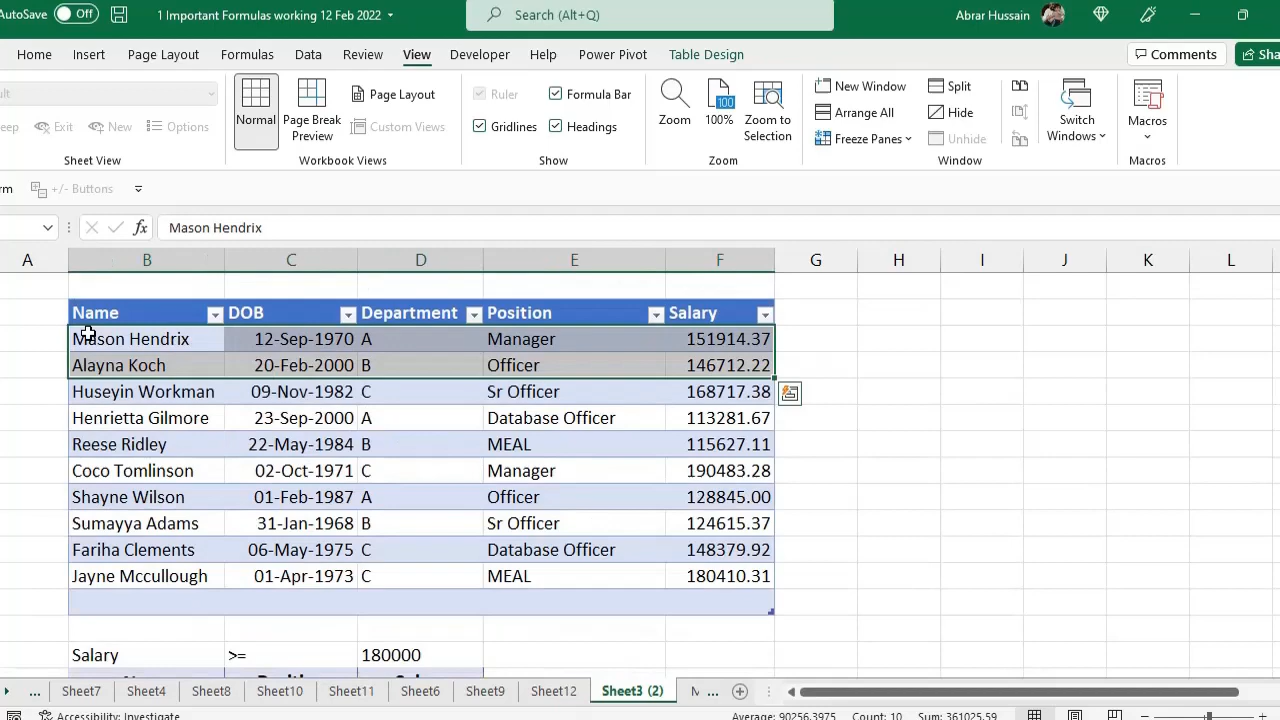 AutoSave Off 1 Important Formulas working 12 Feb 2022 Search (Alt+Q) Abrar Hussain
Home Insert Page Layout Formulas Data Review View Developer Help Power Pivot Table Design Comments Sha
Keep Exit New Options
Sheet View
Normal
Page Break Preview
Page Layout
Custom Views
Workbook Views
Ruler Formula Bar
Gridlines Headings
Show
Zoom
100%
Zoom to Selection
Zoom
New Window
Arrange All
Freeze Panes
Split
Hide
Unhide
Switch Windows
Window
Macros
Macros
+/- Buttons
fx Mason Hendrix
A B C D E F G H I J K L
Name DOB Department Position Salary
Mason Hendrix 12-Sep-1970 A Manager 151914.37
Alayna Koch 20-Feb-2000 B Officer 146712.22
Huseyin Workman 09-Nov-1982 C Sr Officer 168717.38
Henrietta Gilmore 23-Sep-2000 A Database Officer 113281.67
Reese Ridley 22-May-1984 B MEAL 115627.11
Coco Tomlinson 02-Oct-1971 C Manager 190483.28
Shayne Wilson 01-Feb-1987 A Officer 128845.00
Sumayya Adams 31-Jan-1968 B Sr Officer 124615.37
Fariha Clements 06-May-1975 C Database Officer 148379.92
Jayne Mccullough 01-Apr-1973 C MEAL 180410.31
Salary >= 180000
... Sheet7 Sheet4 Sheet8 Sheet10 Sheet11 Sheet6 Sheet9 Sheet12 Sheet3 (2) ...
Accessibility: Investigate Average: 90256.3975 Count: 10 Sum: 361025.59